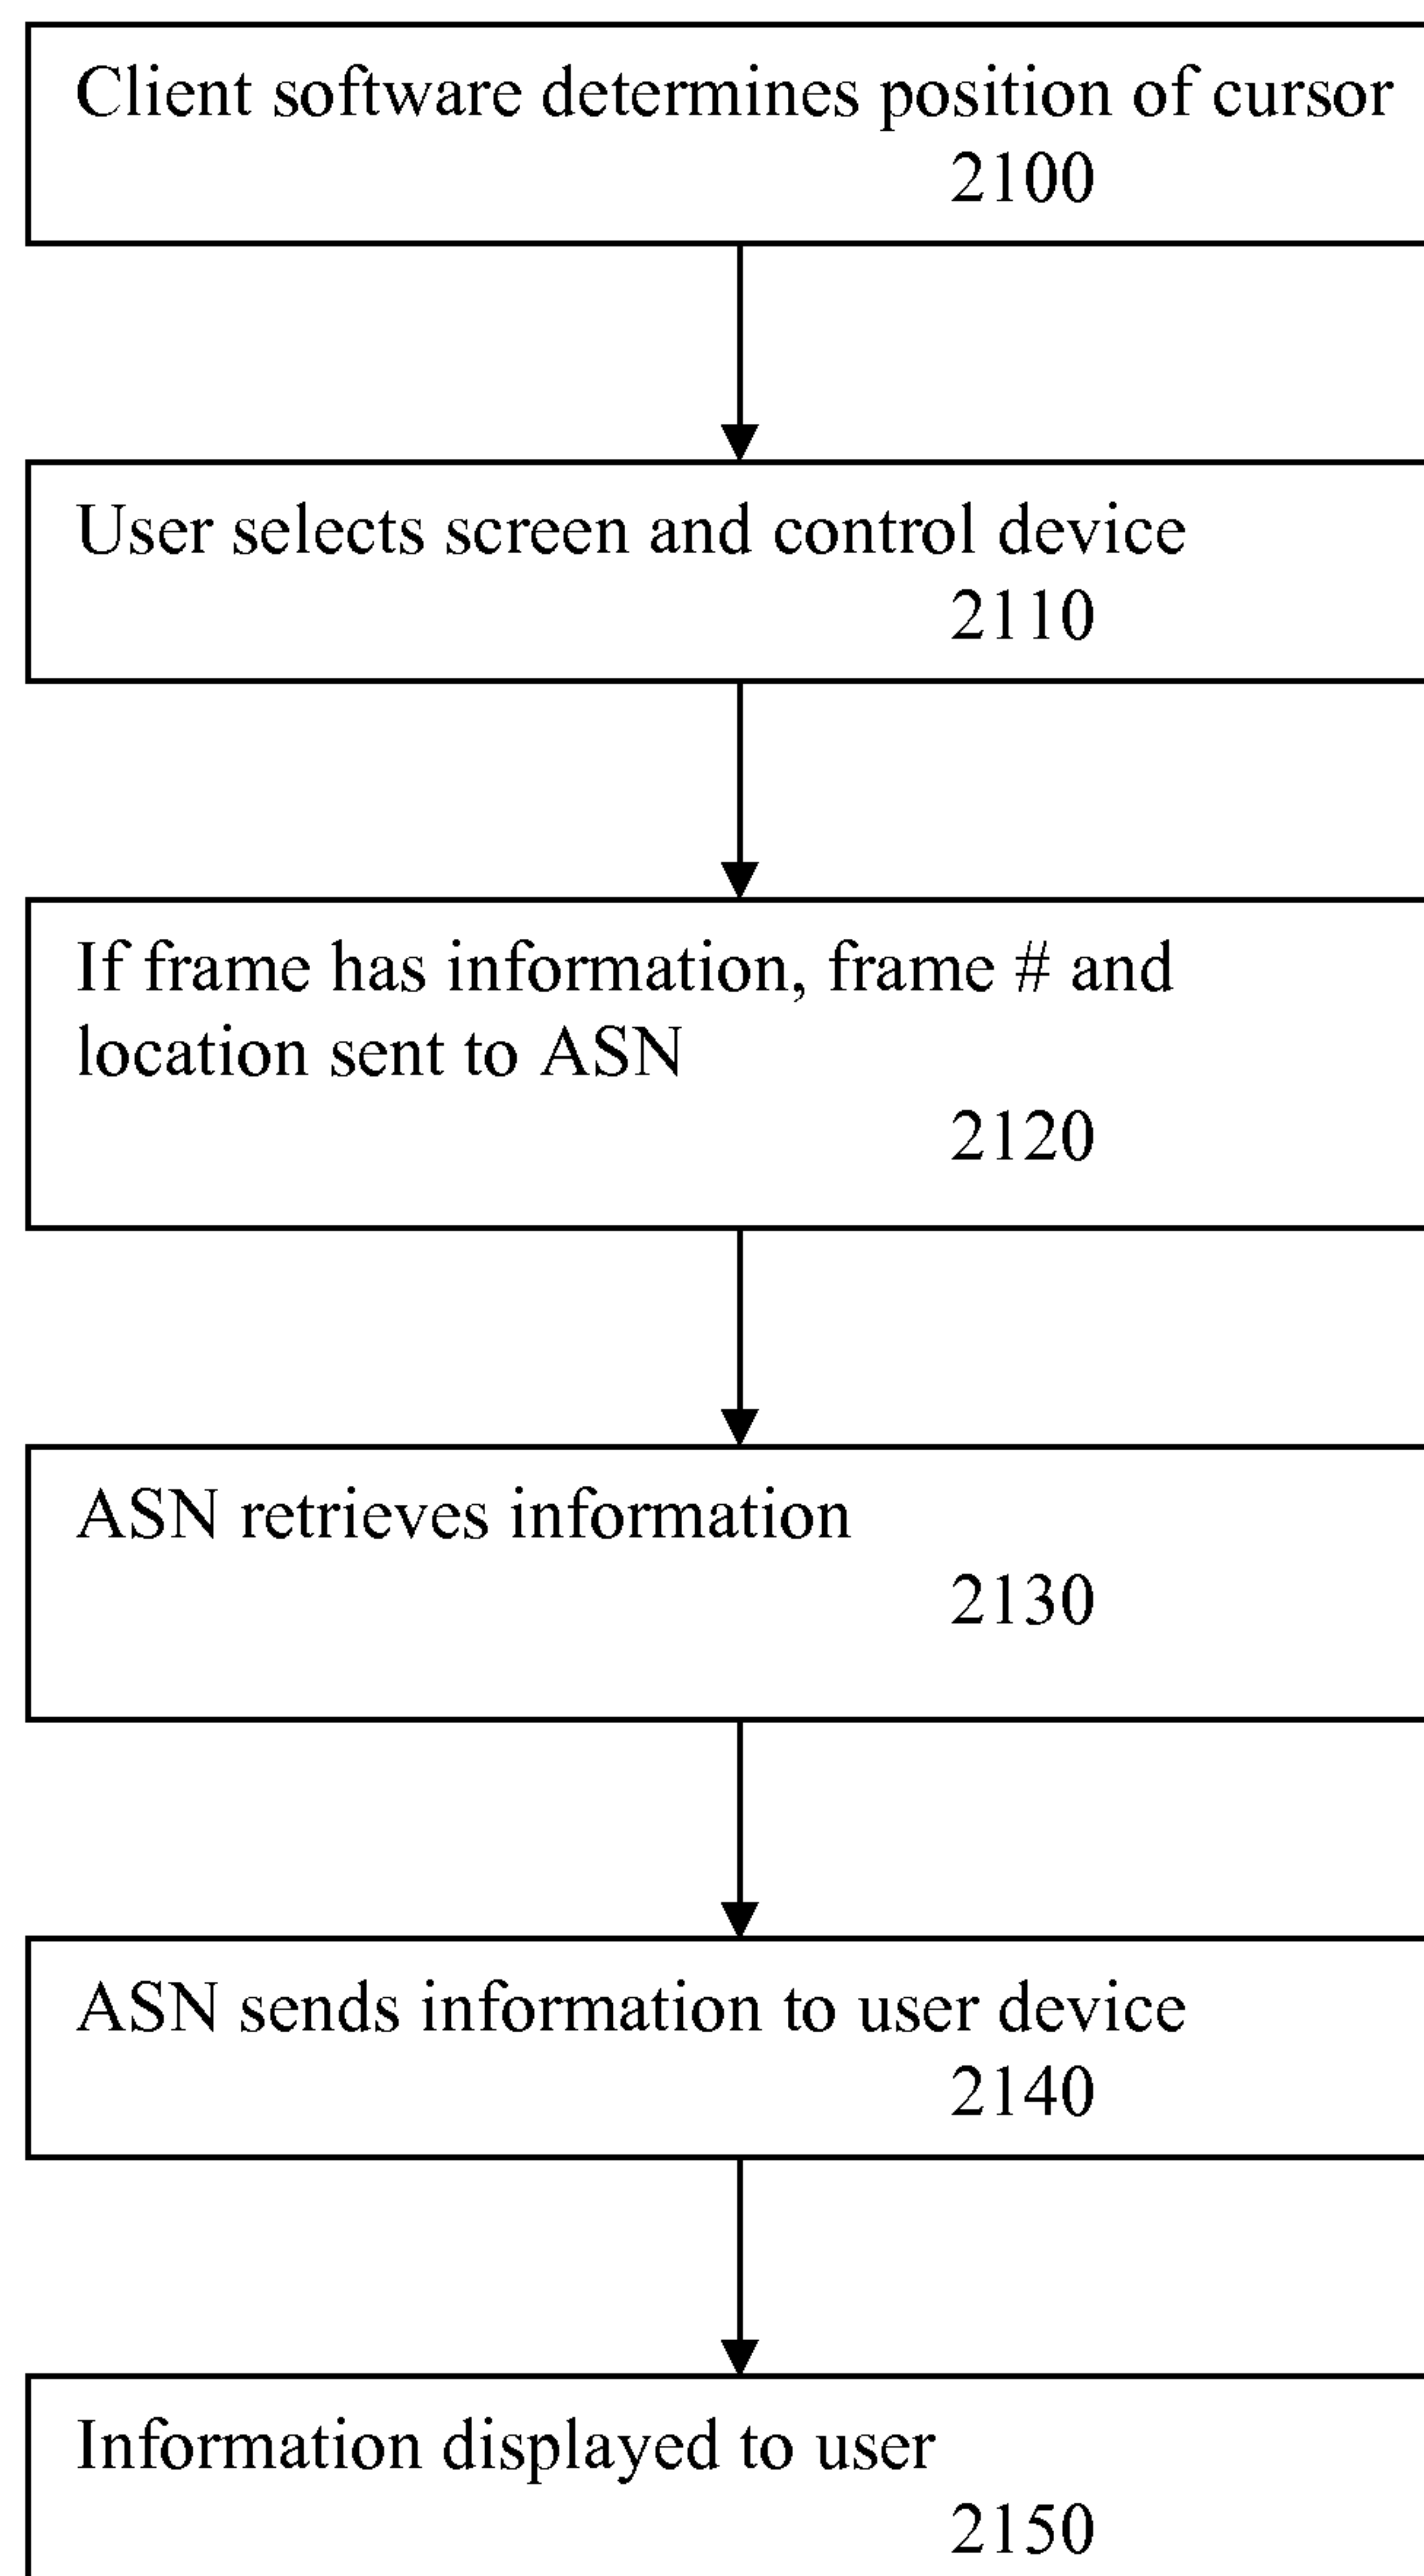 Client software determines position of cursor
2100
User selects screen and control device
2110
If frame has information, frame # and
location sent to ASN
2120
ASN retrieves information
2130
ASN sends information to user device
2140
Information displayed to user
2150